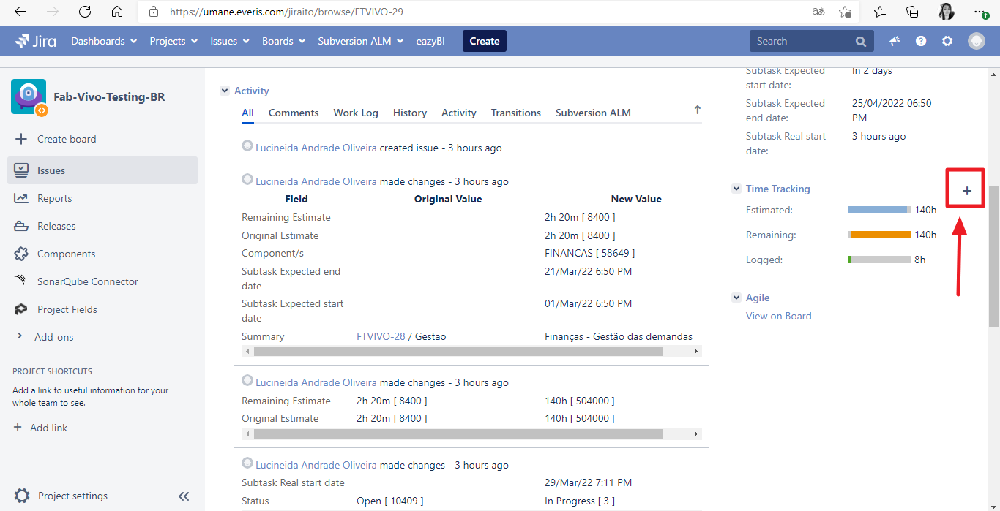 https://umane.everis.com/jiraito/browse/FTVIVO-29
aあ
Jira Dashboards Projects Issues Boards Subversion ALM eazyBI Create Search
Fab-Vivo-Testing-BR
Create board
Issues
Reports
Releases
Components
SonarQube Connector
Project Fields
Add-ons
PROJECT SHORTCUTS
Add a link to useful information for your
whole team to see.
Add link
Project settings
Activity
All Comments Work Log History Activity Transitions Subversion ALM
Lucineida Andrade Oliveira created issue - 3 hours ago
Lucineida Andrade Oliveira made changes - 3 hours ago
Field Original Value New Value
Remaining Estimate 2h 20m [ 8400 ]
Original Estimate 2h 20m [ 8400 ]
Component/s FINANCAS [ 58649 ]
Subtask Expected end
date 21/Mar/22 6:50 PM
Subtask Expected start
date 01/Mar/22 6:50 PM
Summary FTVIVO-28 / Gestao Finanças - Gestão das demandas
Lucineida Andrade Oliveira made changes - 3 hours ago
Remaining Estimate 2h 20m [ 8400 ] 140h [ 504000 ]
Original Estimate 2h 20m [ 8400 ] 140h [ 504000 ]
Lucineida Andrade Oliveira made changes - 3 hours ago
Subtask Real start date 29/Mar/22 7:11 PM
Status Open [ 10409 ] In Progress [ 3 ]
Subtask Expected In 2 days
start date:
Subtask Expected 25/04/2022 06:50
end date: PM
Subtask Real start 3 hours ago
date:
Time Tracking
Estimated: 140h
Remaining: 140h
Logged: 8h
Agile
View on Board